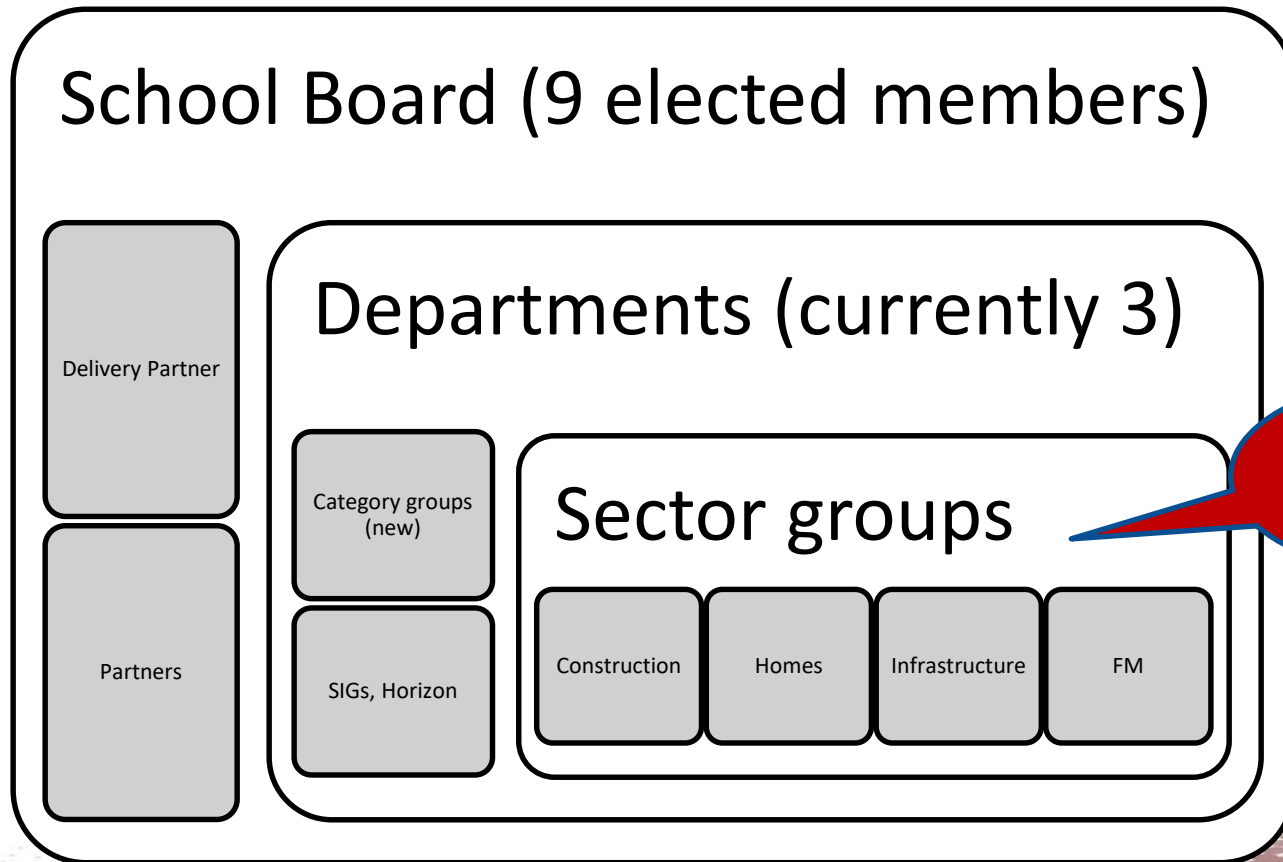 School Board (9 elected members)
Delivery Partner
Partners
Departments (currently 3)
Category groups
(new)
SIGs, Horizon
Sector groups
Construction
Homes
Infrastructure
FM